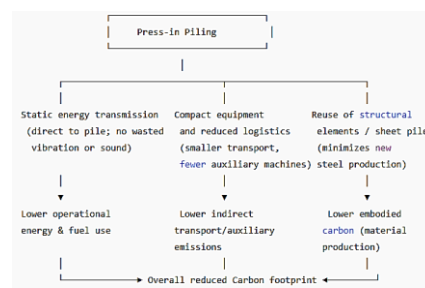 Press-in Piling
Static energy transmission Compact equipment Reuse of structural
(direct to pile; no wasted and reduced logistics elements / sheet pile
vibration or sound) (smaller transport, (minimizes new
fewer auxiliary machines) steel production)
Lower operational Lower indirect Lower embodied
energy & fuel use transport/auxiliary carbon (material
emissions production)
Overall reduced Carbon footprint